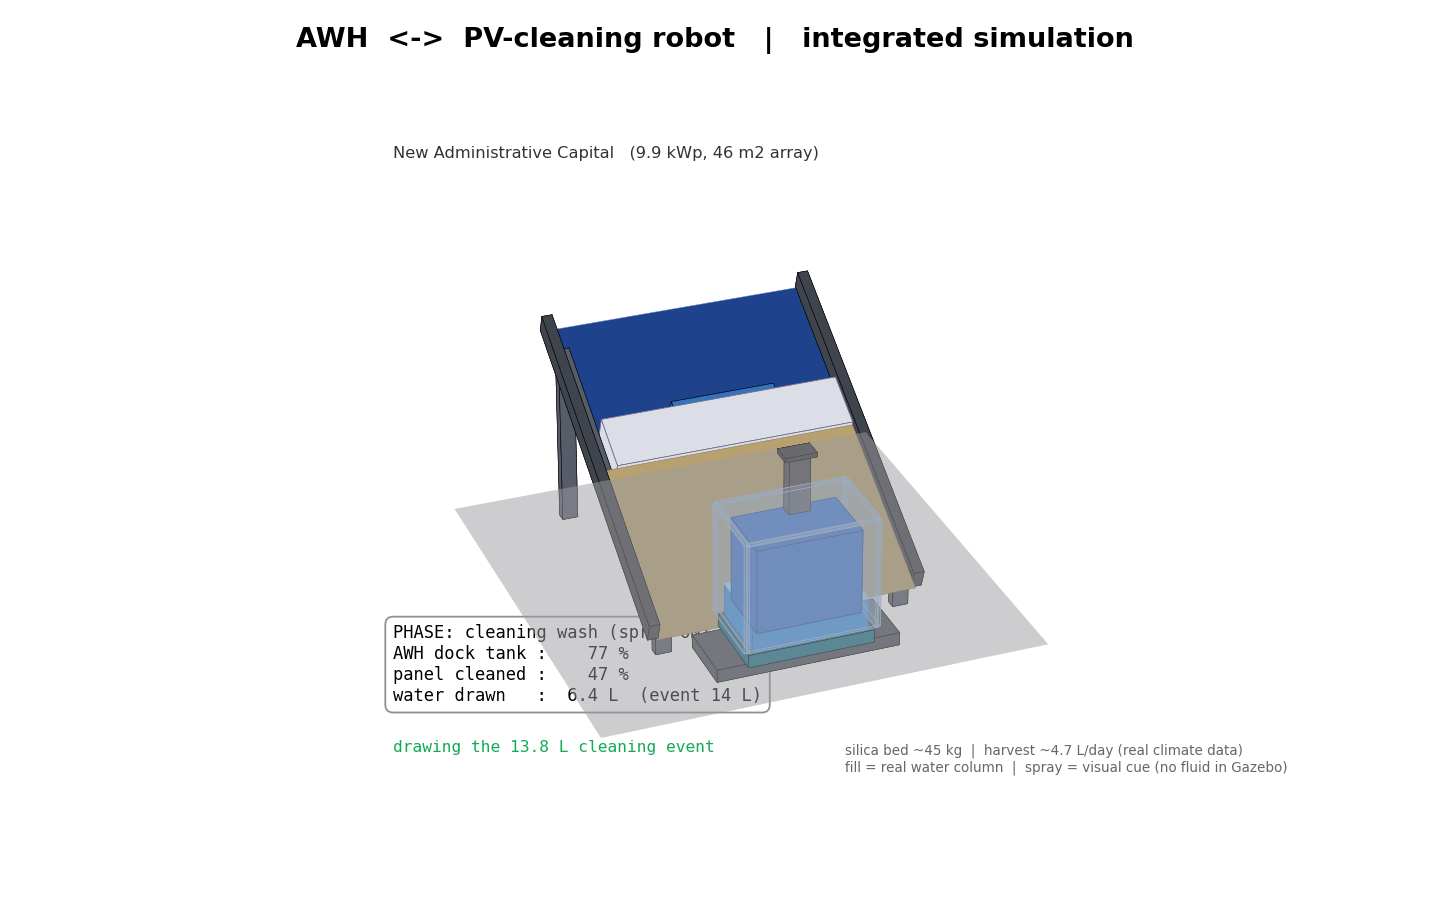 AWH <-> PV-cleaning robot | integrated simulation
New Administrative Capital (9.9 kWp, 46 m2 array)
PHASE: cleaning wash
AWH dock tank : 77 %
panel cleaned : 47 %
water drawn : 6.4 L (event 14 L)
drawing the 13.8 L cleaning event
silica bed ~45 kg | harvest ~4.7 L/day (real climate data)
fill = real water column | spray = visual cue (no fluid in Gazebo)